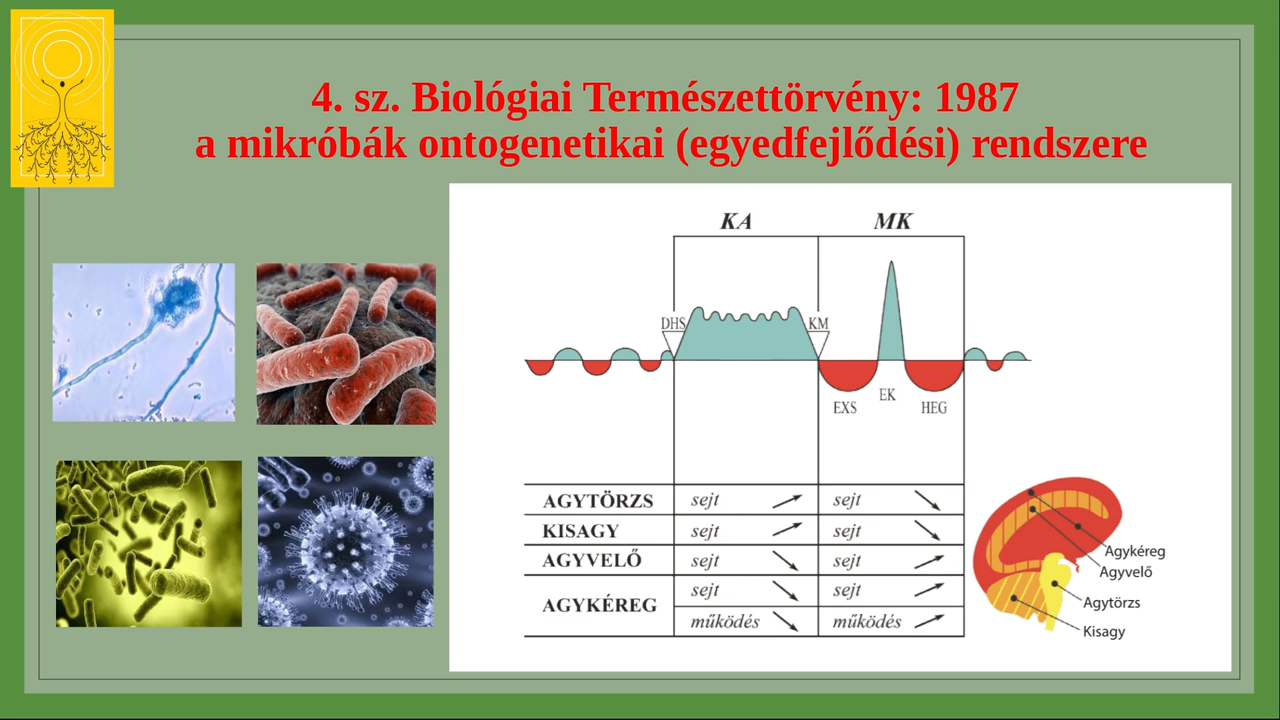 4. sz. Biológiai Természettörvény: 1987
a mikróbák ontogenetikai (egyedfejlődési) rendszere
KA MK
DHS KM
EXS EK HEG
AGYTÖRZS sejt sejt
KISAGY sejt sejt
AGYVELŐ sejt sejt
AGYKÉREG sejt sejt
működés működés
Agykéreg
Agyvelő
Agytörzs
Kisagy